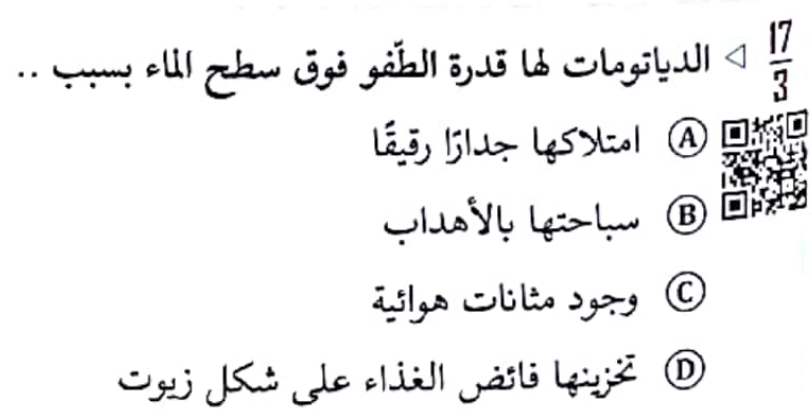 17/3 ◁ الدياتومات لها قدرة الطّفو فوق سطح الماء بسبب ..
Ⓐ امتلاكها جدارًا رقيقًا
Ⓑ سباحتها بالأهداب
Ⓒ وجود مثانات هوائية
Ⓓ تخزينها فائض الغذاء على شكل زيوت